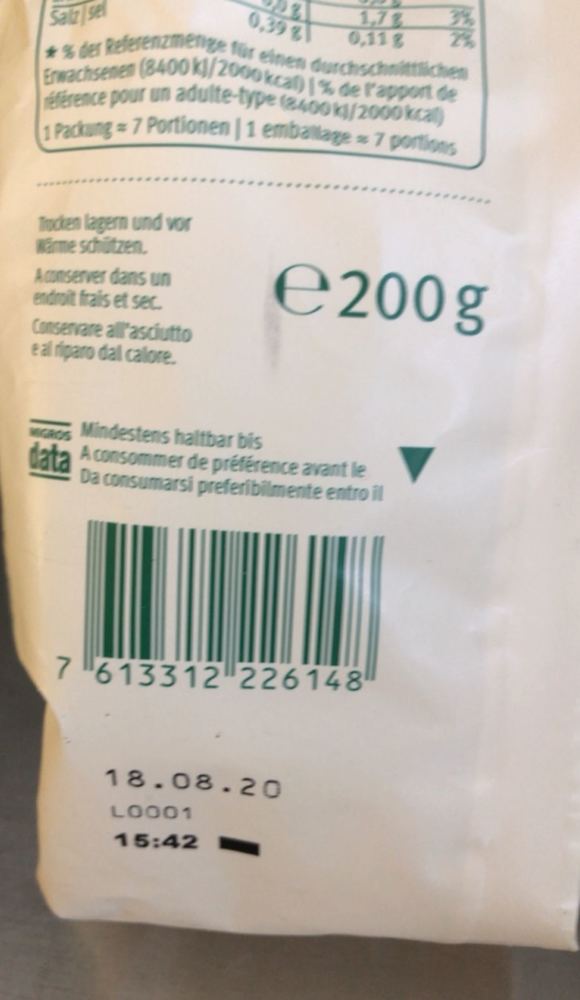 Salz | sel 0,39 g 0,11 g 2%
1,7 g 3%
* % der Referenzmenge für einen durchschnittlichen
Erwachsenen (8400 kJ/2000 kcal) | % de l'apport de
référence pour un adulte-type (8400 kJ/2000 kcal)
1 Packung = 7 Portionen | 1 emballage = 7 portions
Trocken lagern und vor
Wärme schützen.
A conserver dans un
endroit frais et sec.
Conservare all'asciutto
e al riparo dal calore.
℮200g
MIGROS
data
Mindestens haltbar bis
A consommer de préférence avant le
Da consumarsi preferibilmente entro il
7 613312 226148
18.08.20
L0001
15:42